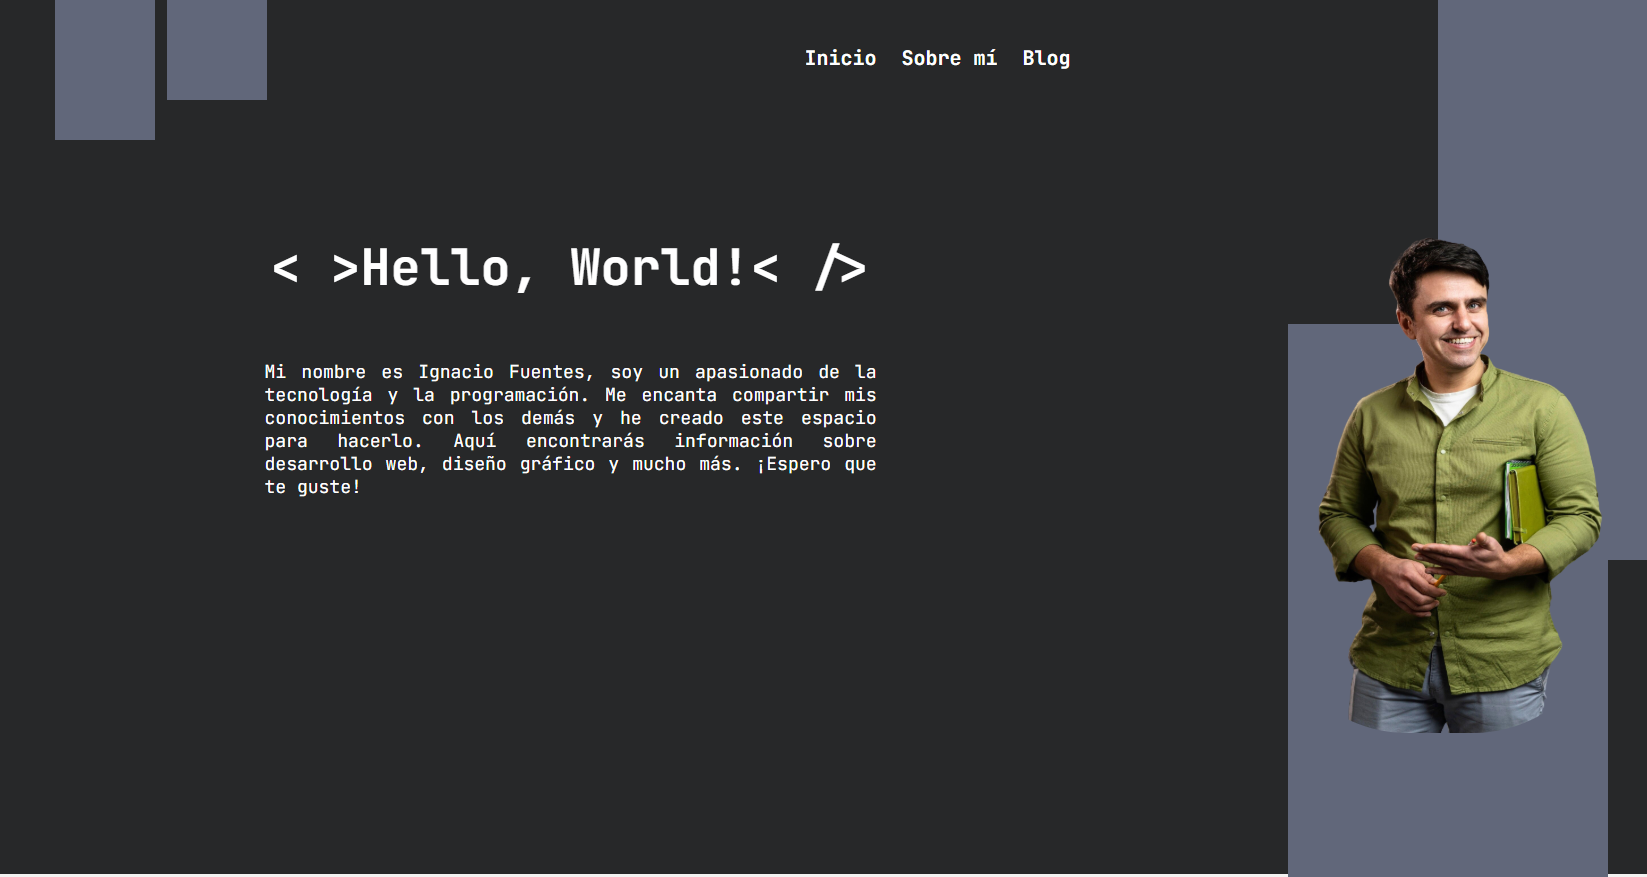 Inicio Sobre mí Blog
< >Hello, World!< />
Mi nombre es Ignacio Fuentes, soy un apasionado de la
tecnología y la programación. Me encanta compartir mis
conocimientos con los demás y he creado este espacio
para hacerlo. Aquí encontrarás información sobre
desarrollo web, diseño gráfico y mucho más. ¡Espero que
te guste!